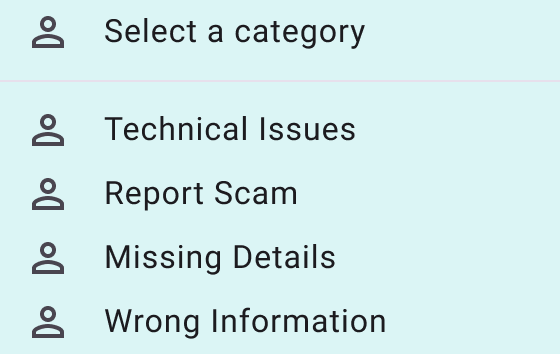 Select a category
Technical Issues
Report Scam
Missing Details
Wrong Information